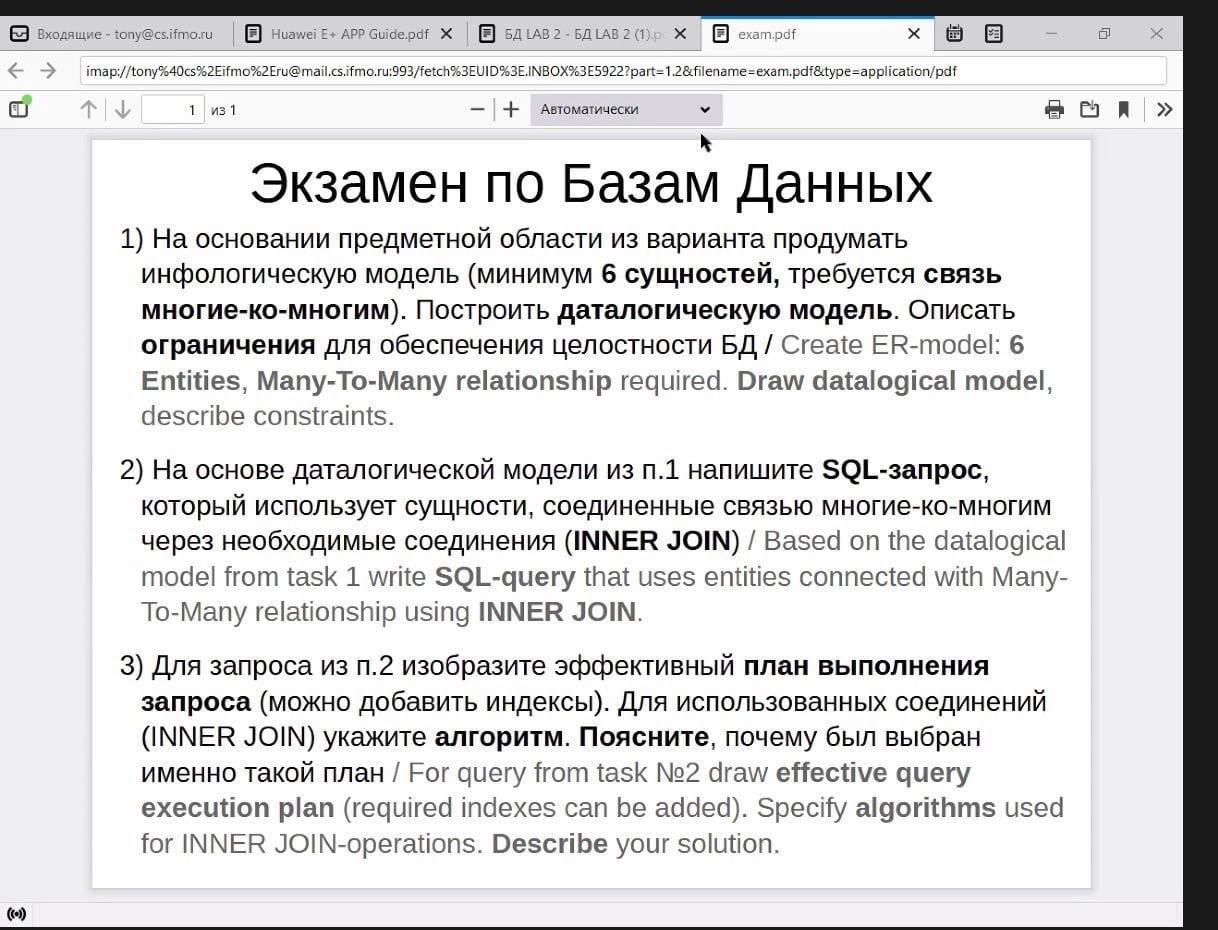 Входящие - tony@cs.ifmo.ru
Huawei E+ APP Guide.pdf
БД LAB 2 - БД LAB 2 (1).pd
exam.pdf
imap://tony%40cs%2Eifmo%2Eru@mail.cs.ifmo.ru:993/fetch%3EUID%3E.INBOX%3E5922?part=1.2&filename=exam.pdf&type=application/pdf
1 из 1
Автоматически
Экзамен по Базам Данных
1) На основании предметной области из варианта продумать
инфологическую модель (минимум 6 сущностей, требуется связь
многие-ко-многим). Построить даталогическую модель. Описать
ограничения для обеспечения целостности БД / Create ER-model: 6
Entities, Many-To-Many relationship required. Draw datalogical model,
describe constraints.
2) На основе даталогической модели из п.1 напишите SQL-запрос,
который использует сущности, соединенные связью многие-ко-многим
через необходимые соединения (INNER JOIN) / Based on the datalogical
model from task 1 write SQL-query that uses entities connected with Many-
To-Many relationship using INNER JOIN.
3) Для запроса из п.2 изобразите эффективный план выполнения
запроса (можно добавить индексы). Для использованных соединений
(INNER JOIN) укажите алгоритм. Поясните, почему был выбран
именно такой план / For query from task №2 draw effective query
execution plan (required indexes can be added). Specify algorithms used
for INNER JOIN-operations. Describe your solution.